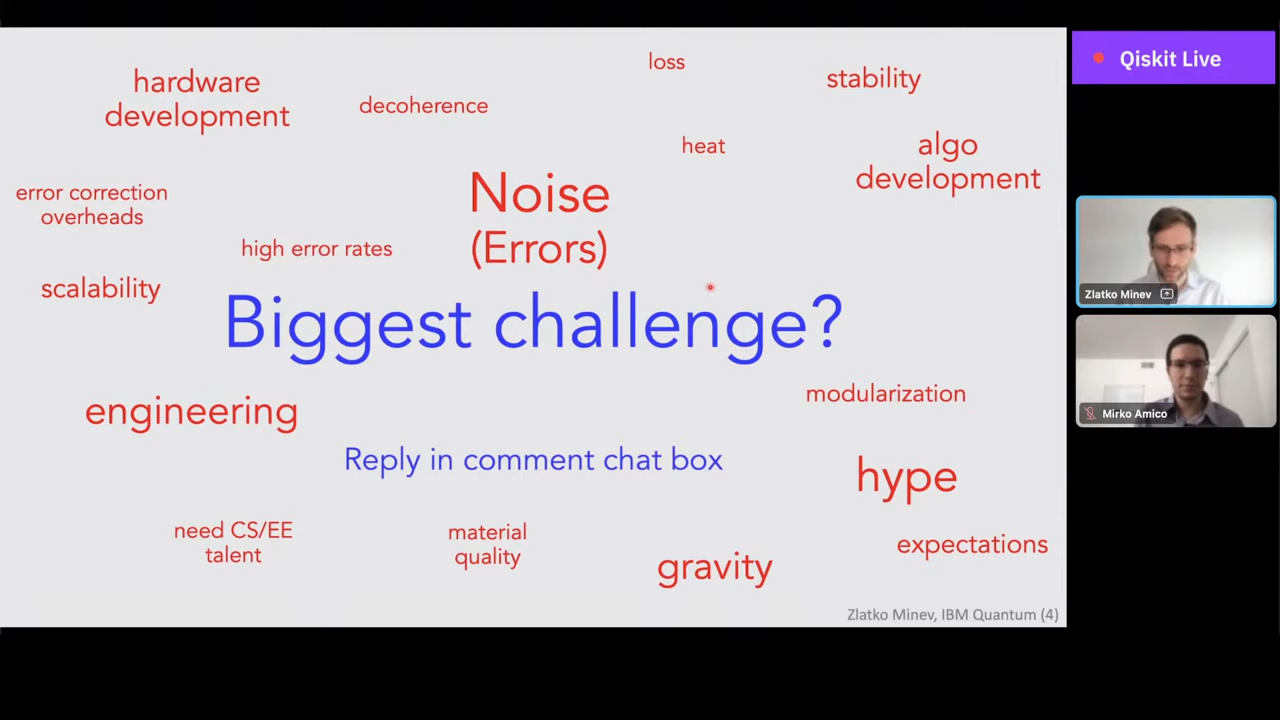 hardware
development
decoherence
loss
stability
heat
algo
development
error correction
overheads
Noise
(Errors)
high error rates
scalability
Biggest challenge?
engineering
modularization
Reply in comment chat box
hype
need CS/EE
talent
material
quality
gravity
expectations
Zlatko Minev, IBM Quantum (4)
Qiskit Live
Zlatko Minev
Mirko Amico